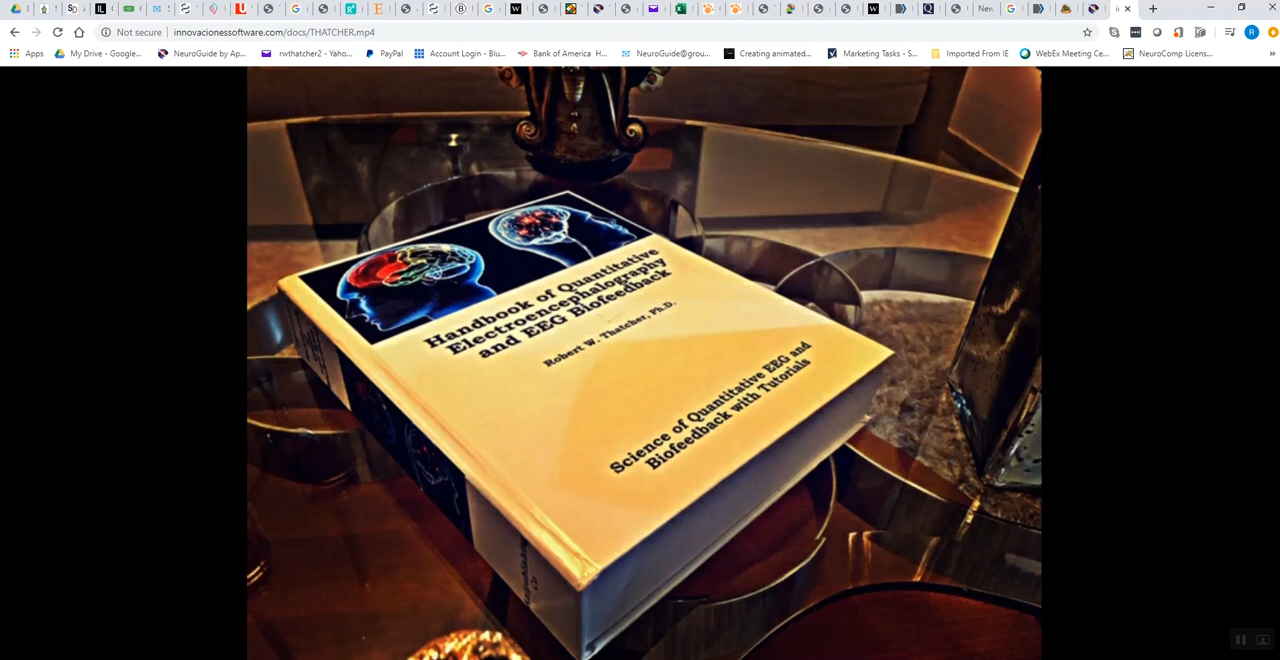 Not secure
innovacionessoftware.com/docs/THATCHER.mp4
Apps
My Drive - Google...
NeuroGuide by Ap...
rwthatcher2 - Yaho...
PayPal
Account Login - Blu...
Bank of America H...
NeuroGuide@grou...
Creating animated...
Marketing Tasks - S...
Imported From IE
WebEx Meeting Ce...
NeuroComp Licens...
Handbook of Quantitative
Electroencephalography
and EEG Biofeedback
Robert W. Thatcher, Ph.D.
Science of Quantitative EEG and
Biofeedback with Tutorials